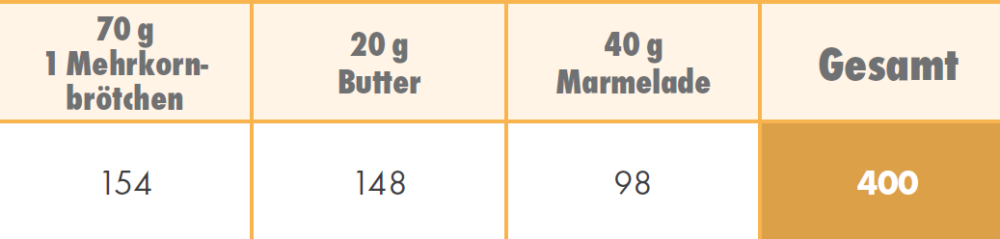 70 g
1 Mehrkorn-
brötchen
20 g
Butter
40 g
Marmelade
Gesamt
154
148
98
400